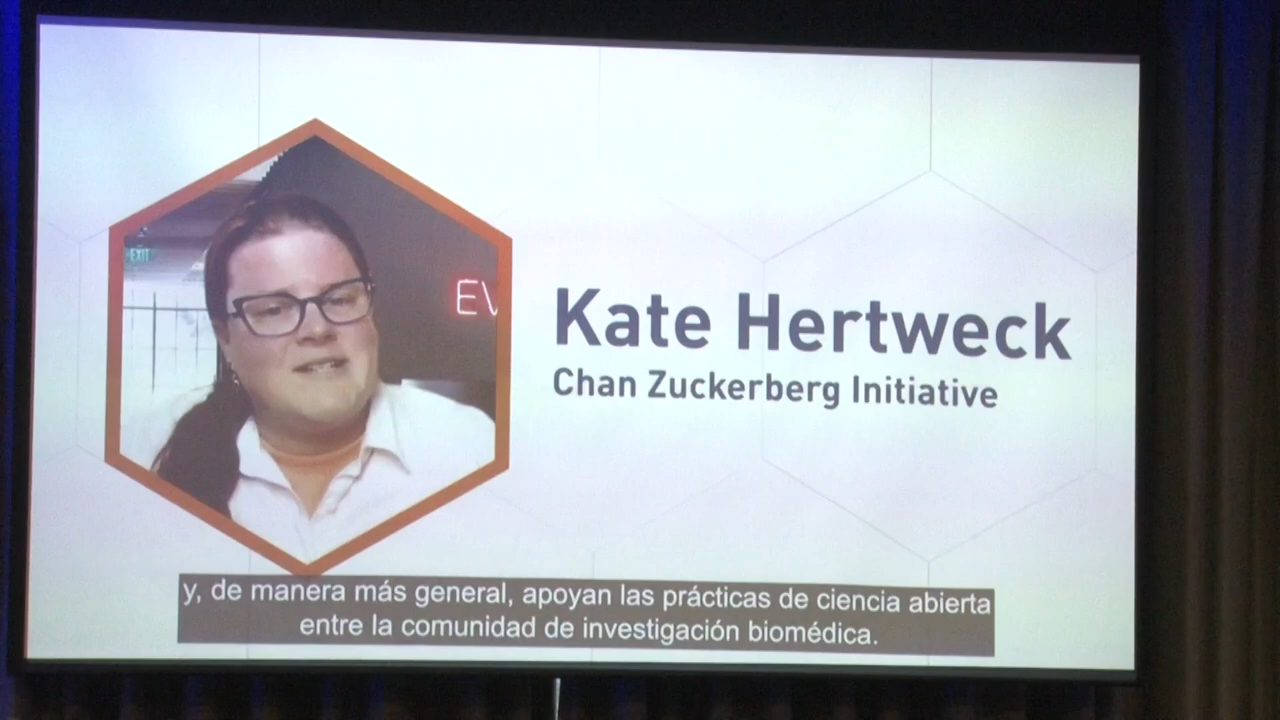 EXIT
EV
Kate Hertweck
Chan Zuckerberg Initiative
y, de manera más general, apoyan las prácticas de ciencia abierta
entre la comunidad de investigación biomédica.